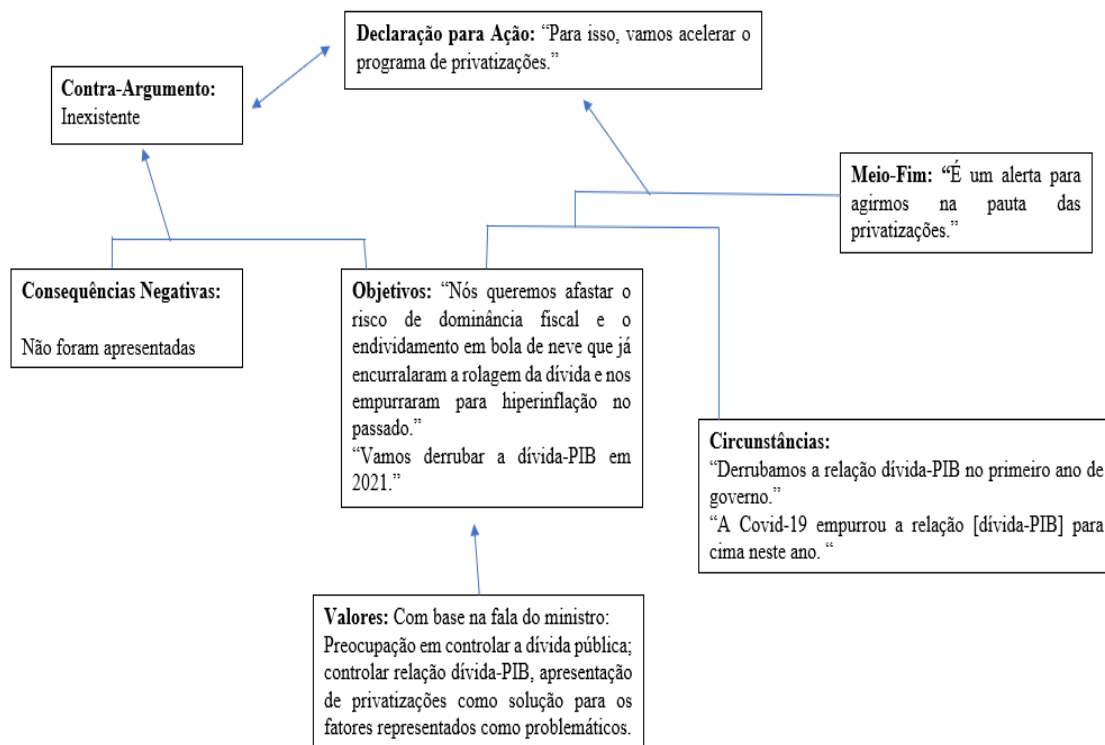 Declaração para Ação: “Para isso, vamos acelerar o
programa de privatizações.”
Contra-Argumento:
Inexistente
Meio-Fim: “É um alerta para
agirmos na pauta das
privatizações.”
Consequências Negativas:
Não foram apresentadas
Objetivos: “Nós queremos afastar o
risco de dominância fiscal e o
endividamento em bola de neve que já
encurralaram a rolagem da dívida e nos
empurraram para hiperinflação no
passado.”
“Vamos derrubar a dívida-PIB em
2021.”
Circunstâncias:
“Derrubamos a relação dívida-PIB no primeiro ano de
governo.”
“A Covid-19 empurrou a relação [dívida-PIB] para
cima neste ano. “
Valores: Com base na fala do ministro:
Preocupação em controlar a dívida pública;
controlar relação dívida-PIB, apresentação
de privatizações como solução para os
fatores representados como problemáticos.